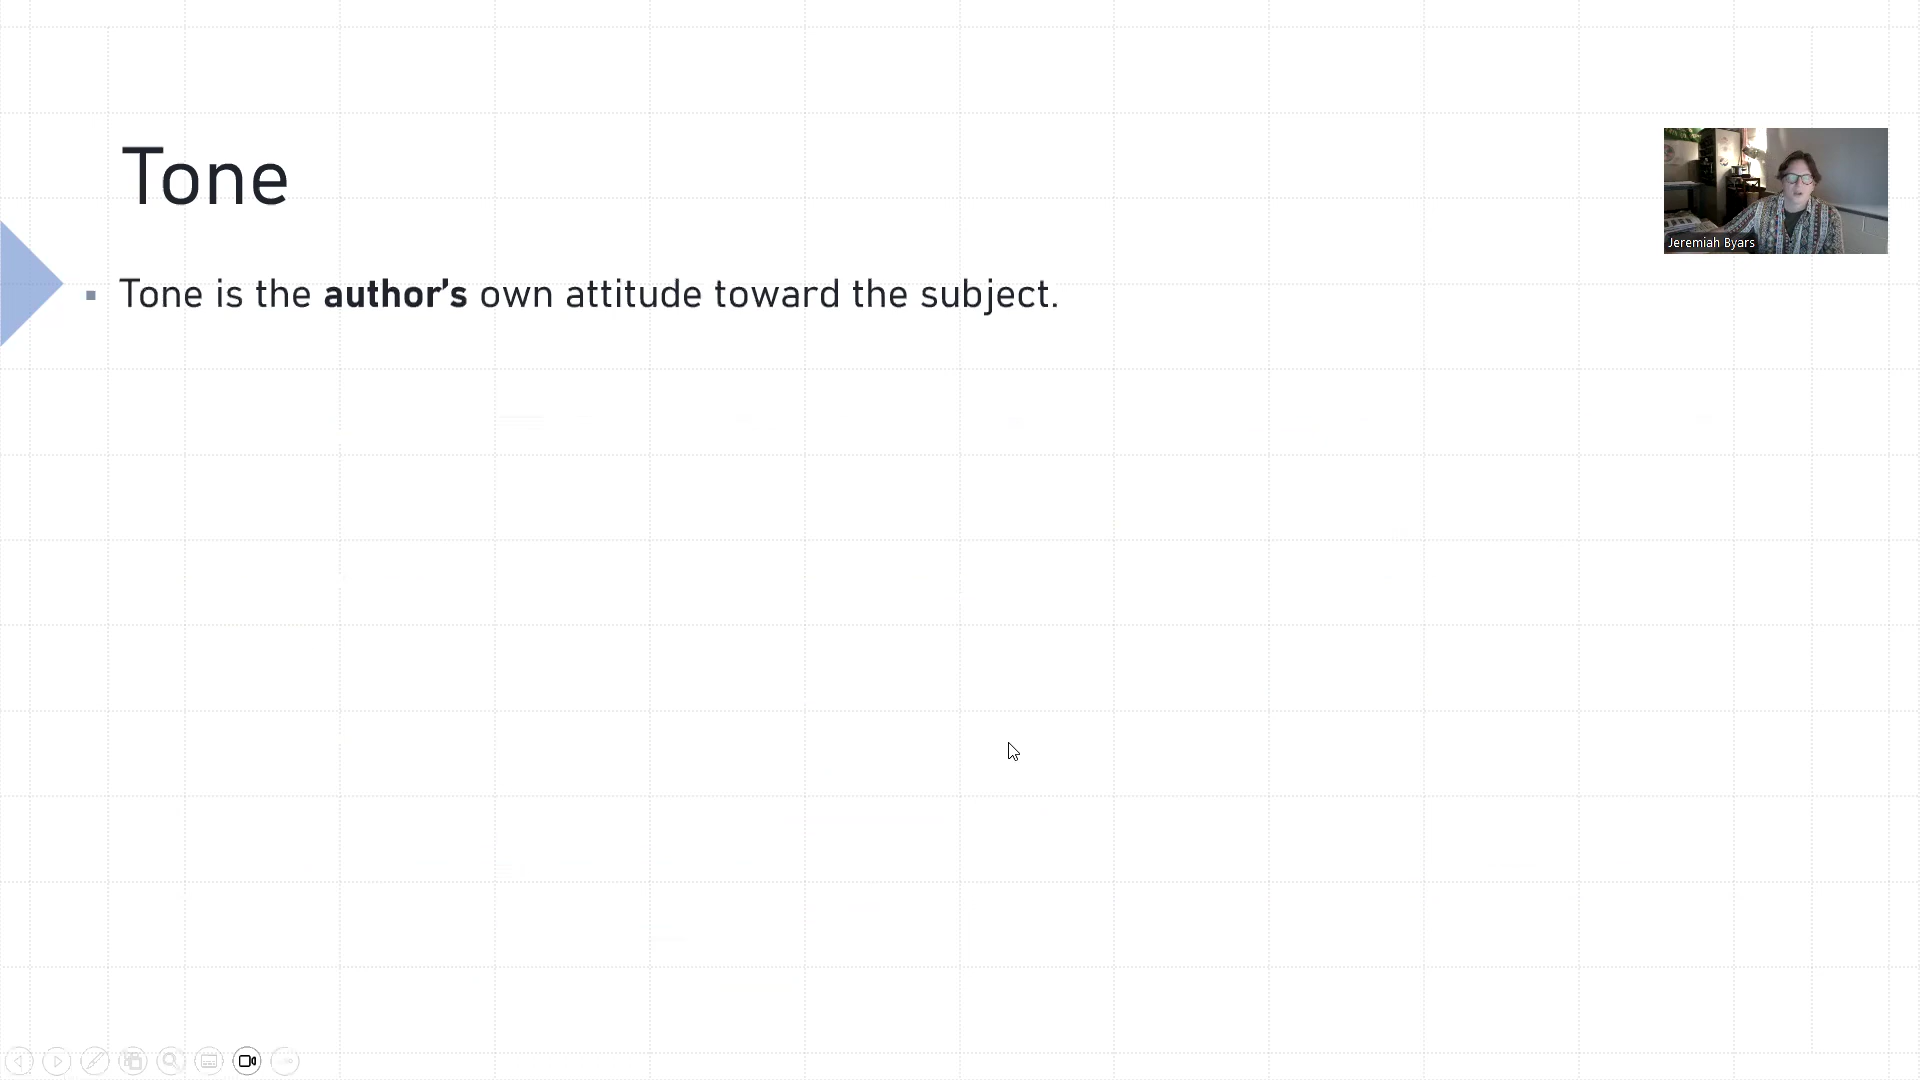 Tone
Jeremiah Byars
Tone is the author's own attitude toward the subject.